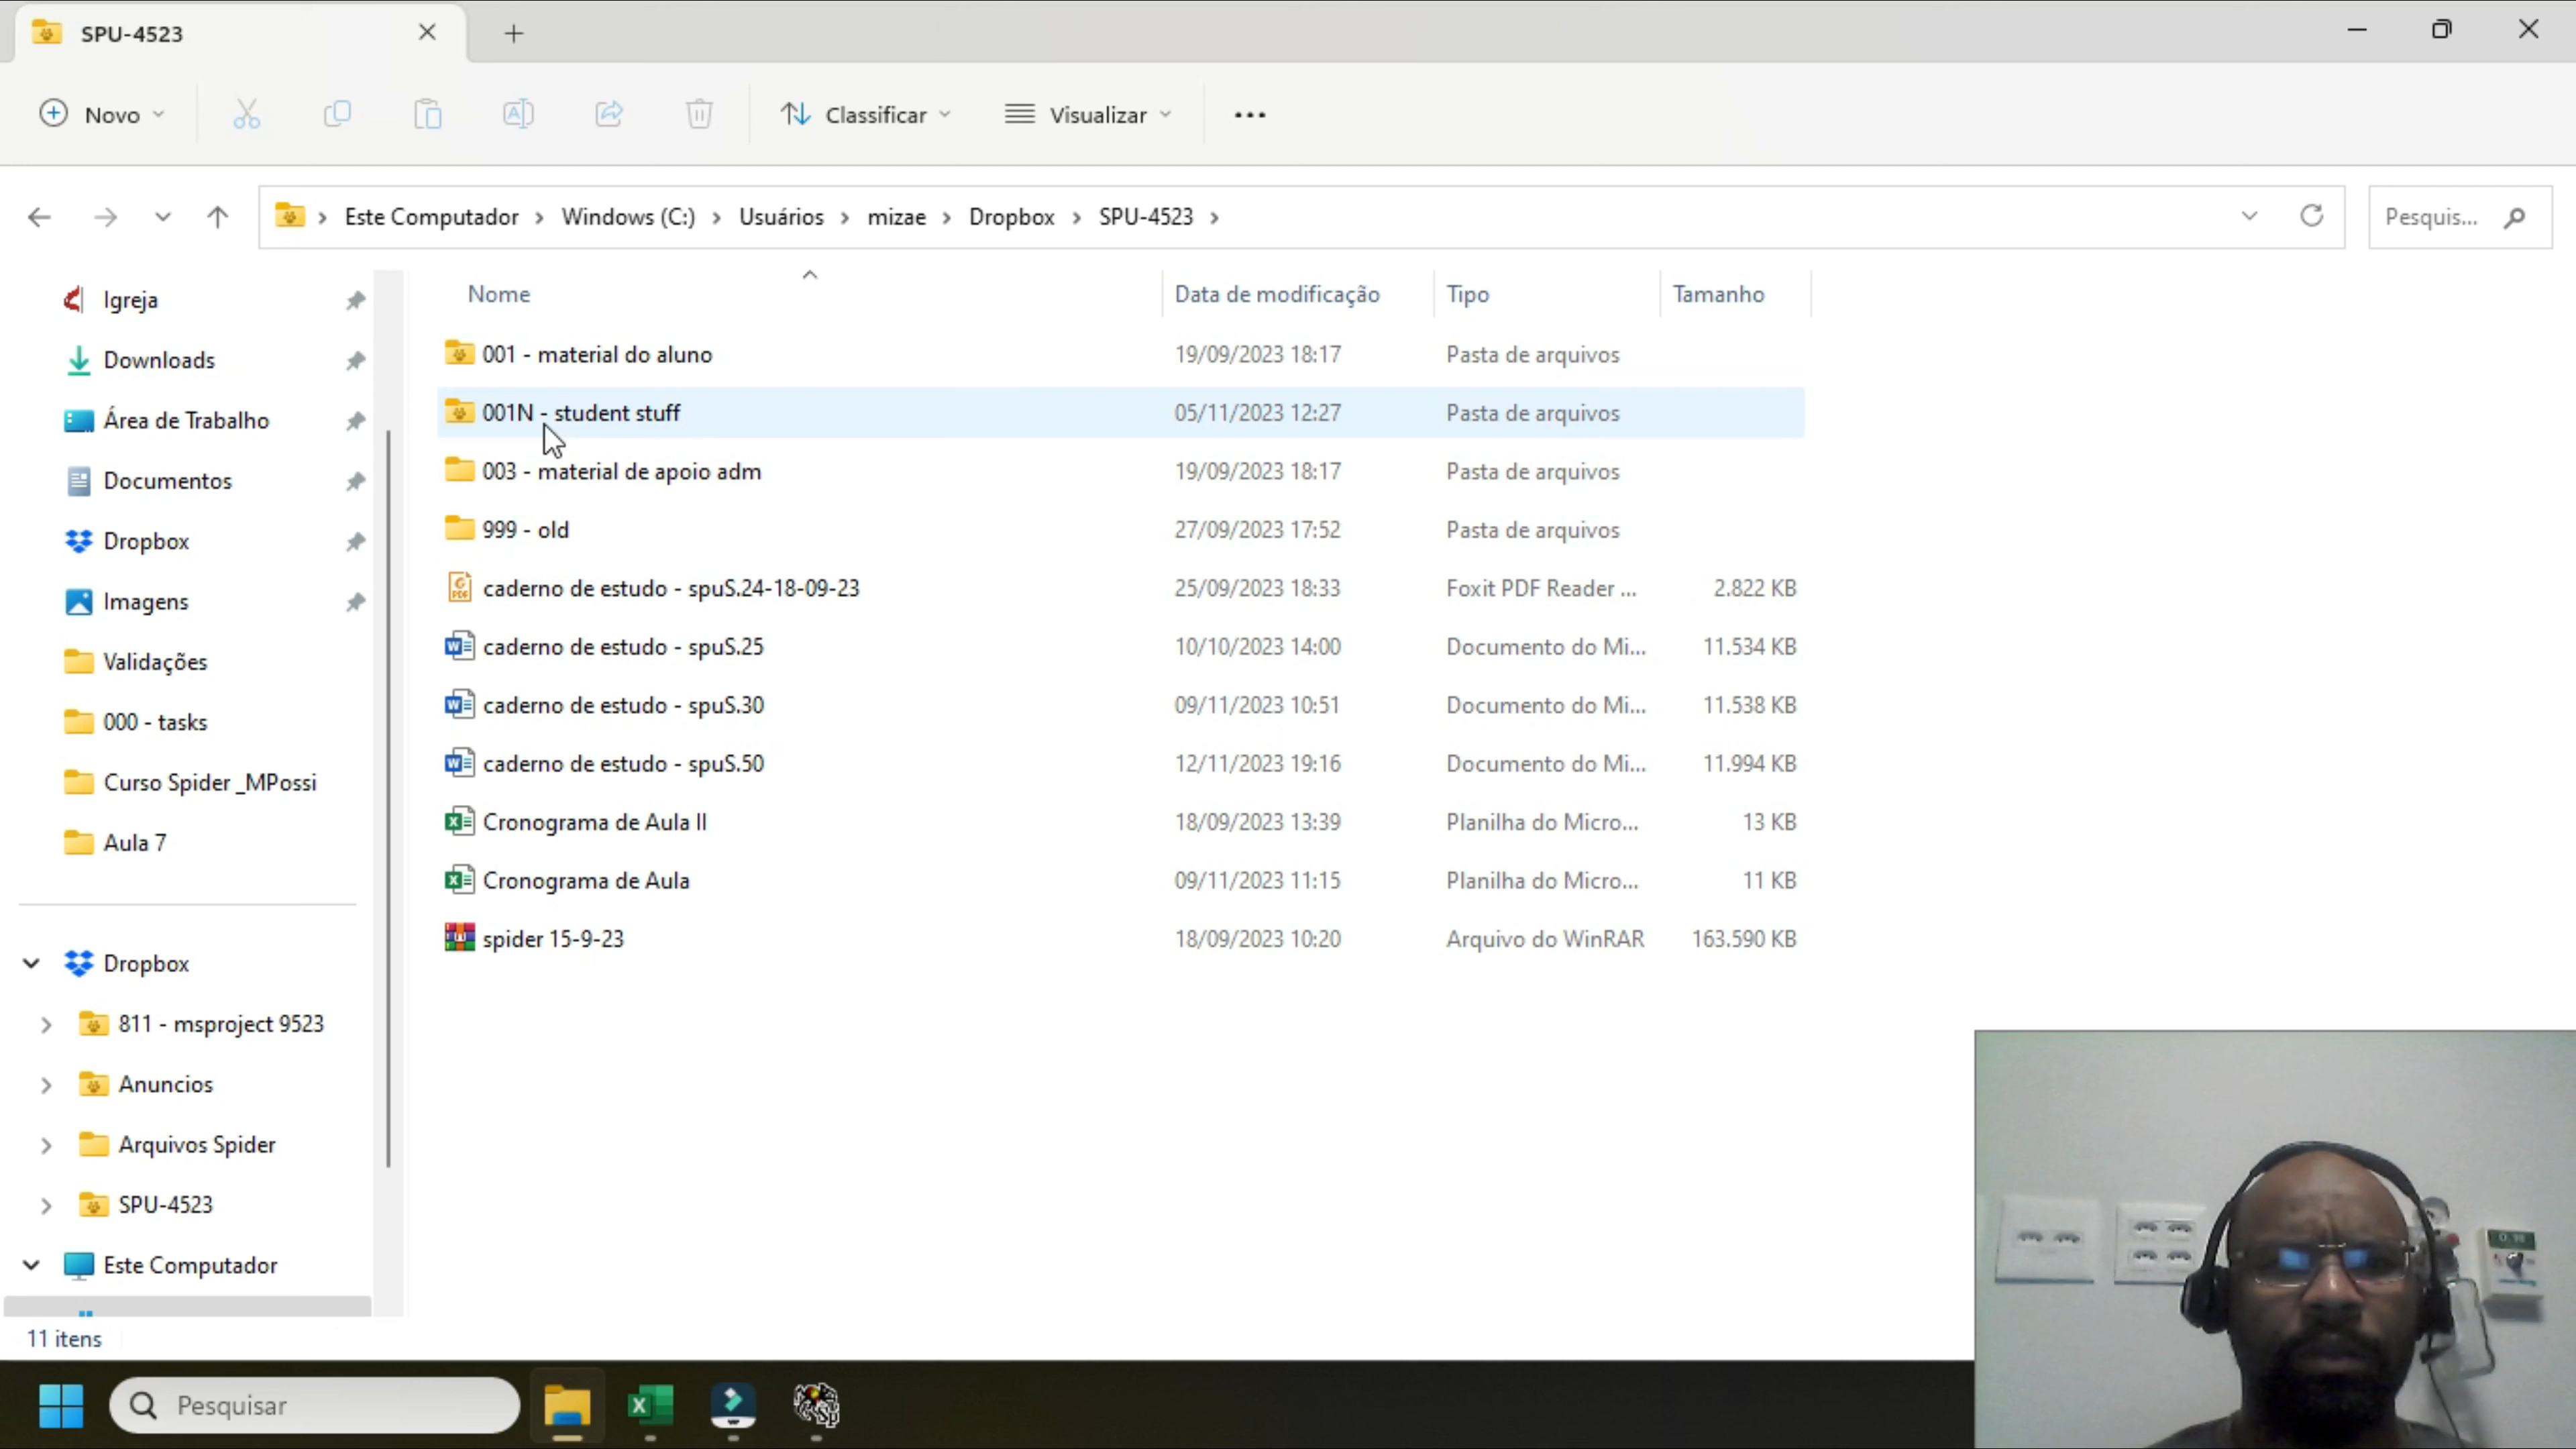 SPU-4523
Novo
Classificar
Visualizar
Este Computador > Windows (C:) > Usuários > mizae > Dropbox > SPU-4523 >
Pesquis...
Igreja
Downloads
Área de Trabalho
Documentos
Dropbox
Imagens
Validações
000 - tasks
Curso Spider _MPossi
Aula 7
Dropbox
811 - msproject 9523
Anuncios
Arquivos Spider
SPU-4523
Este Computador
Nome Data de modificação Tipo Tamanho
001 - material do aluno 19/09/2023 18:17 Pasta de arquivos
001N - student stuff 05/11/2023 12:27 Pasta de arquivos
003 - material de apoio adm 19/09/2023 18:17 Pasta de arquivos
999 - old 27/09/2023 17:52 Pasta de arquivos
caderno de estudo - spuS.24-18-09-23 25/09/2023 18:33 Foxit PDF Reader ... 2.822 KB
caderno de estudo - spuS.25 10/10/2023 14:00 Documento do Mi... 11.534 KB
caderno de estudo - spuS.30 09/11/2023 10:51 Documento do Mi... 11.538 KB
caderno de estudo - spuS.50 12/11/2023 19:16 Documento do Mi... 11.994 KB
Cronograma de Aula II 18/09/2023 13:39 Planilha do Micro... 13 KB
Cronograma de Aula 09/11/2023 11:15 Planilha do Micro... 11 KB
spider 15-9-23 18/09/2023 10:20 Arquivo do WinRAR 163.590 KB
11 itens
Pesquisar